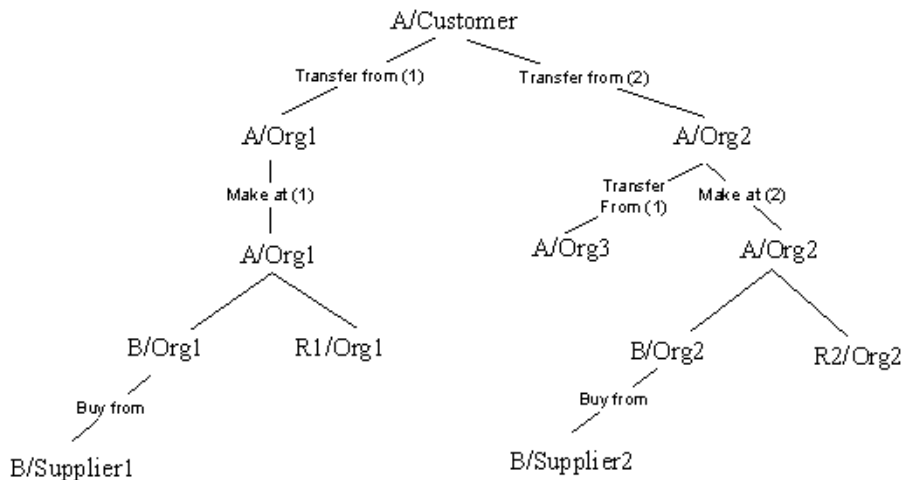 A/Customer
Transfer from (1)
Transfer from (2)
A/Org1
A/Org2
Make at (1)
Transfer
From (1)
Make at (2)
A/Org1
A/Org3
A/Org2
B/Org1
R1/Org1
B/Org2
R2/Org2
Buy from
Buy from
B/Supplier1
B/Supplier2